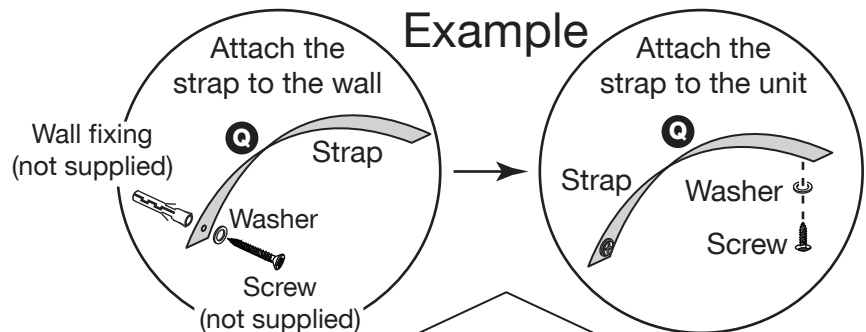 Example
Attach the
strap to the wall
Q
Strap
Wall fixing
(not supplied)
Washer
Screw
(not supplied)
Attach the
strap to the unit
Q
Strap
Washer
Screw